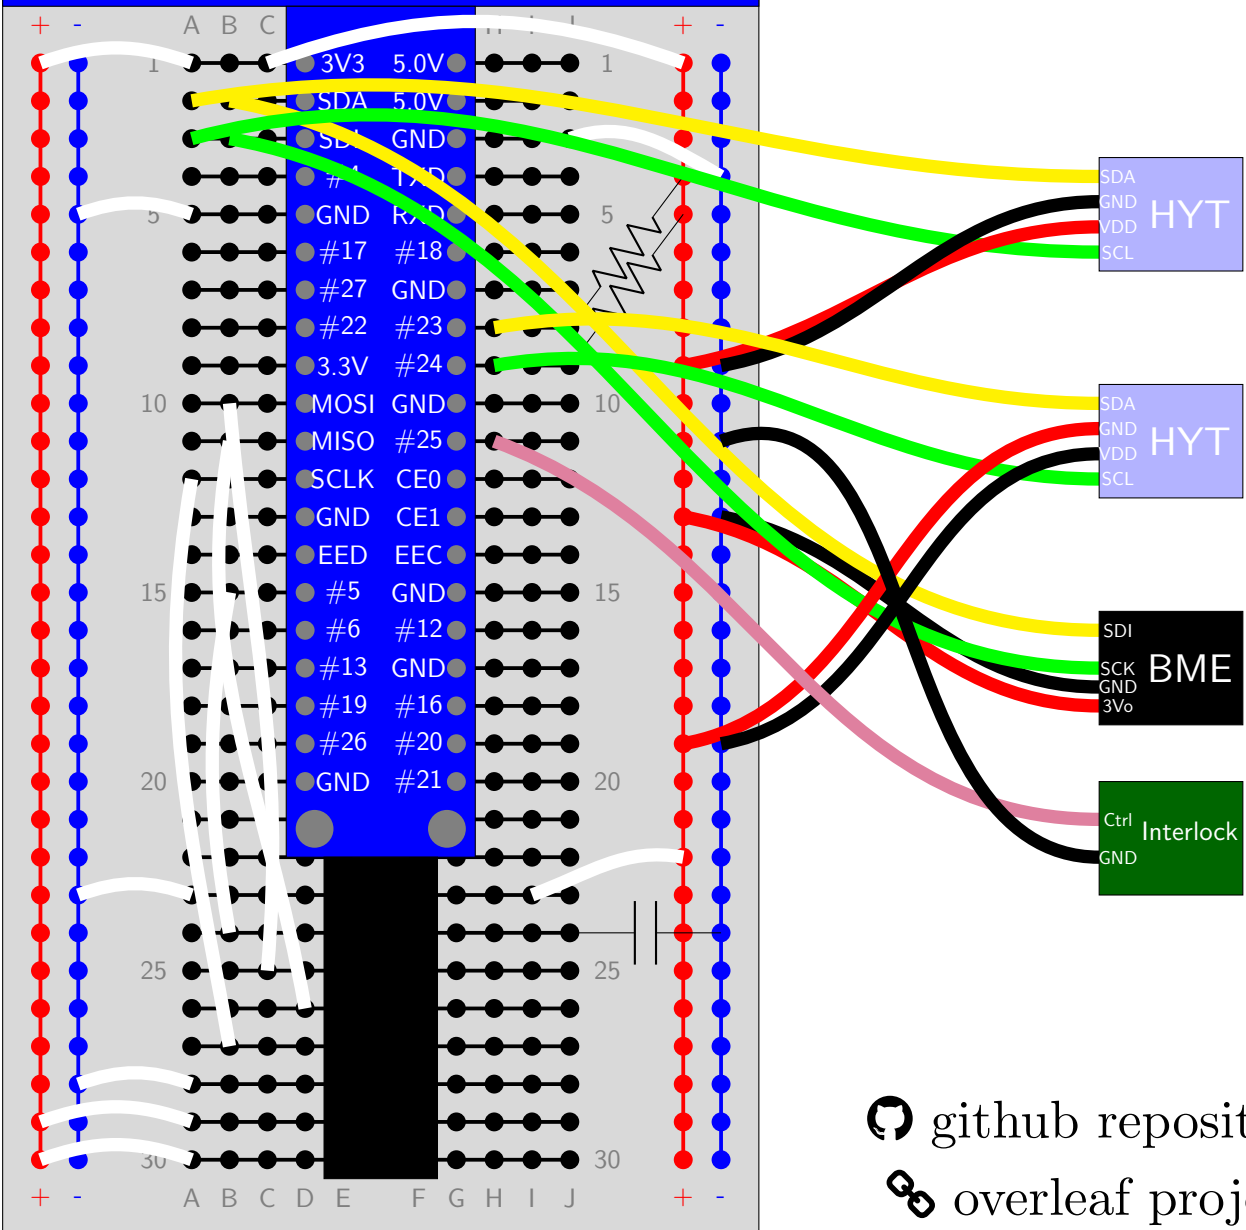 + - A B C H I J + -
1 3V3 5.0V 1
SDA 5.0V SDA
SDI GND GND
#4 TXD VDD
5 GND RXD 5 SCL
HYT
#17 #18
#27 GND
#22 #23
3.3V #24
10 MOSI GND 10 SDA
MISO #25 GND
SCLK CE0 VDD
SCL
HYT
GND CE1
EED EEC
15 #5 GND 15
#6 #12 SDI
#13 GND SCK
GND
#19 #16 3Vo
BME
#26 #20
20 GND #21 20
Ctrl
Interlock
GND
25 25
30 30
+ - A B C D E F G H I J + -
github reposit
overleaf proj